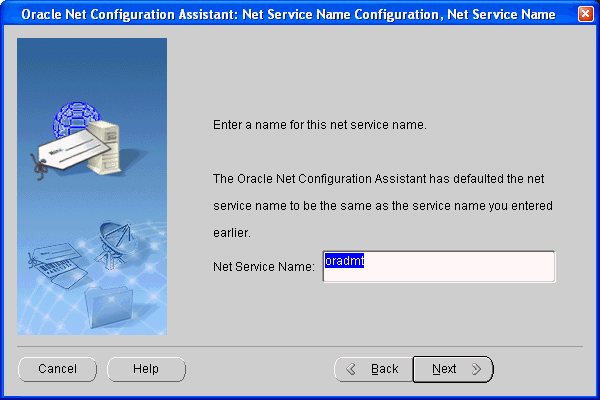 Oracle Net Configuration Assistant: Net Service Name Configuration, Net Service Name
Enter a name for this net service name.
The Oracle Net Configuration Assistant has defaulted the net
service name to be the same as the service name you entered
earlier.
Net Service Name: oradmt
Cancel Help Back Next